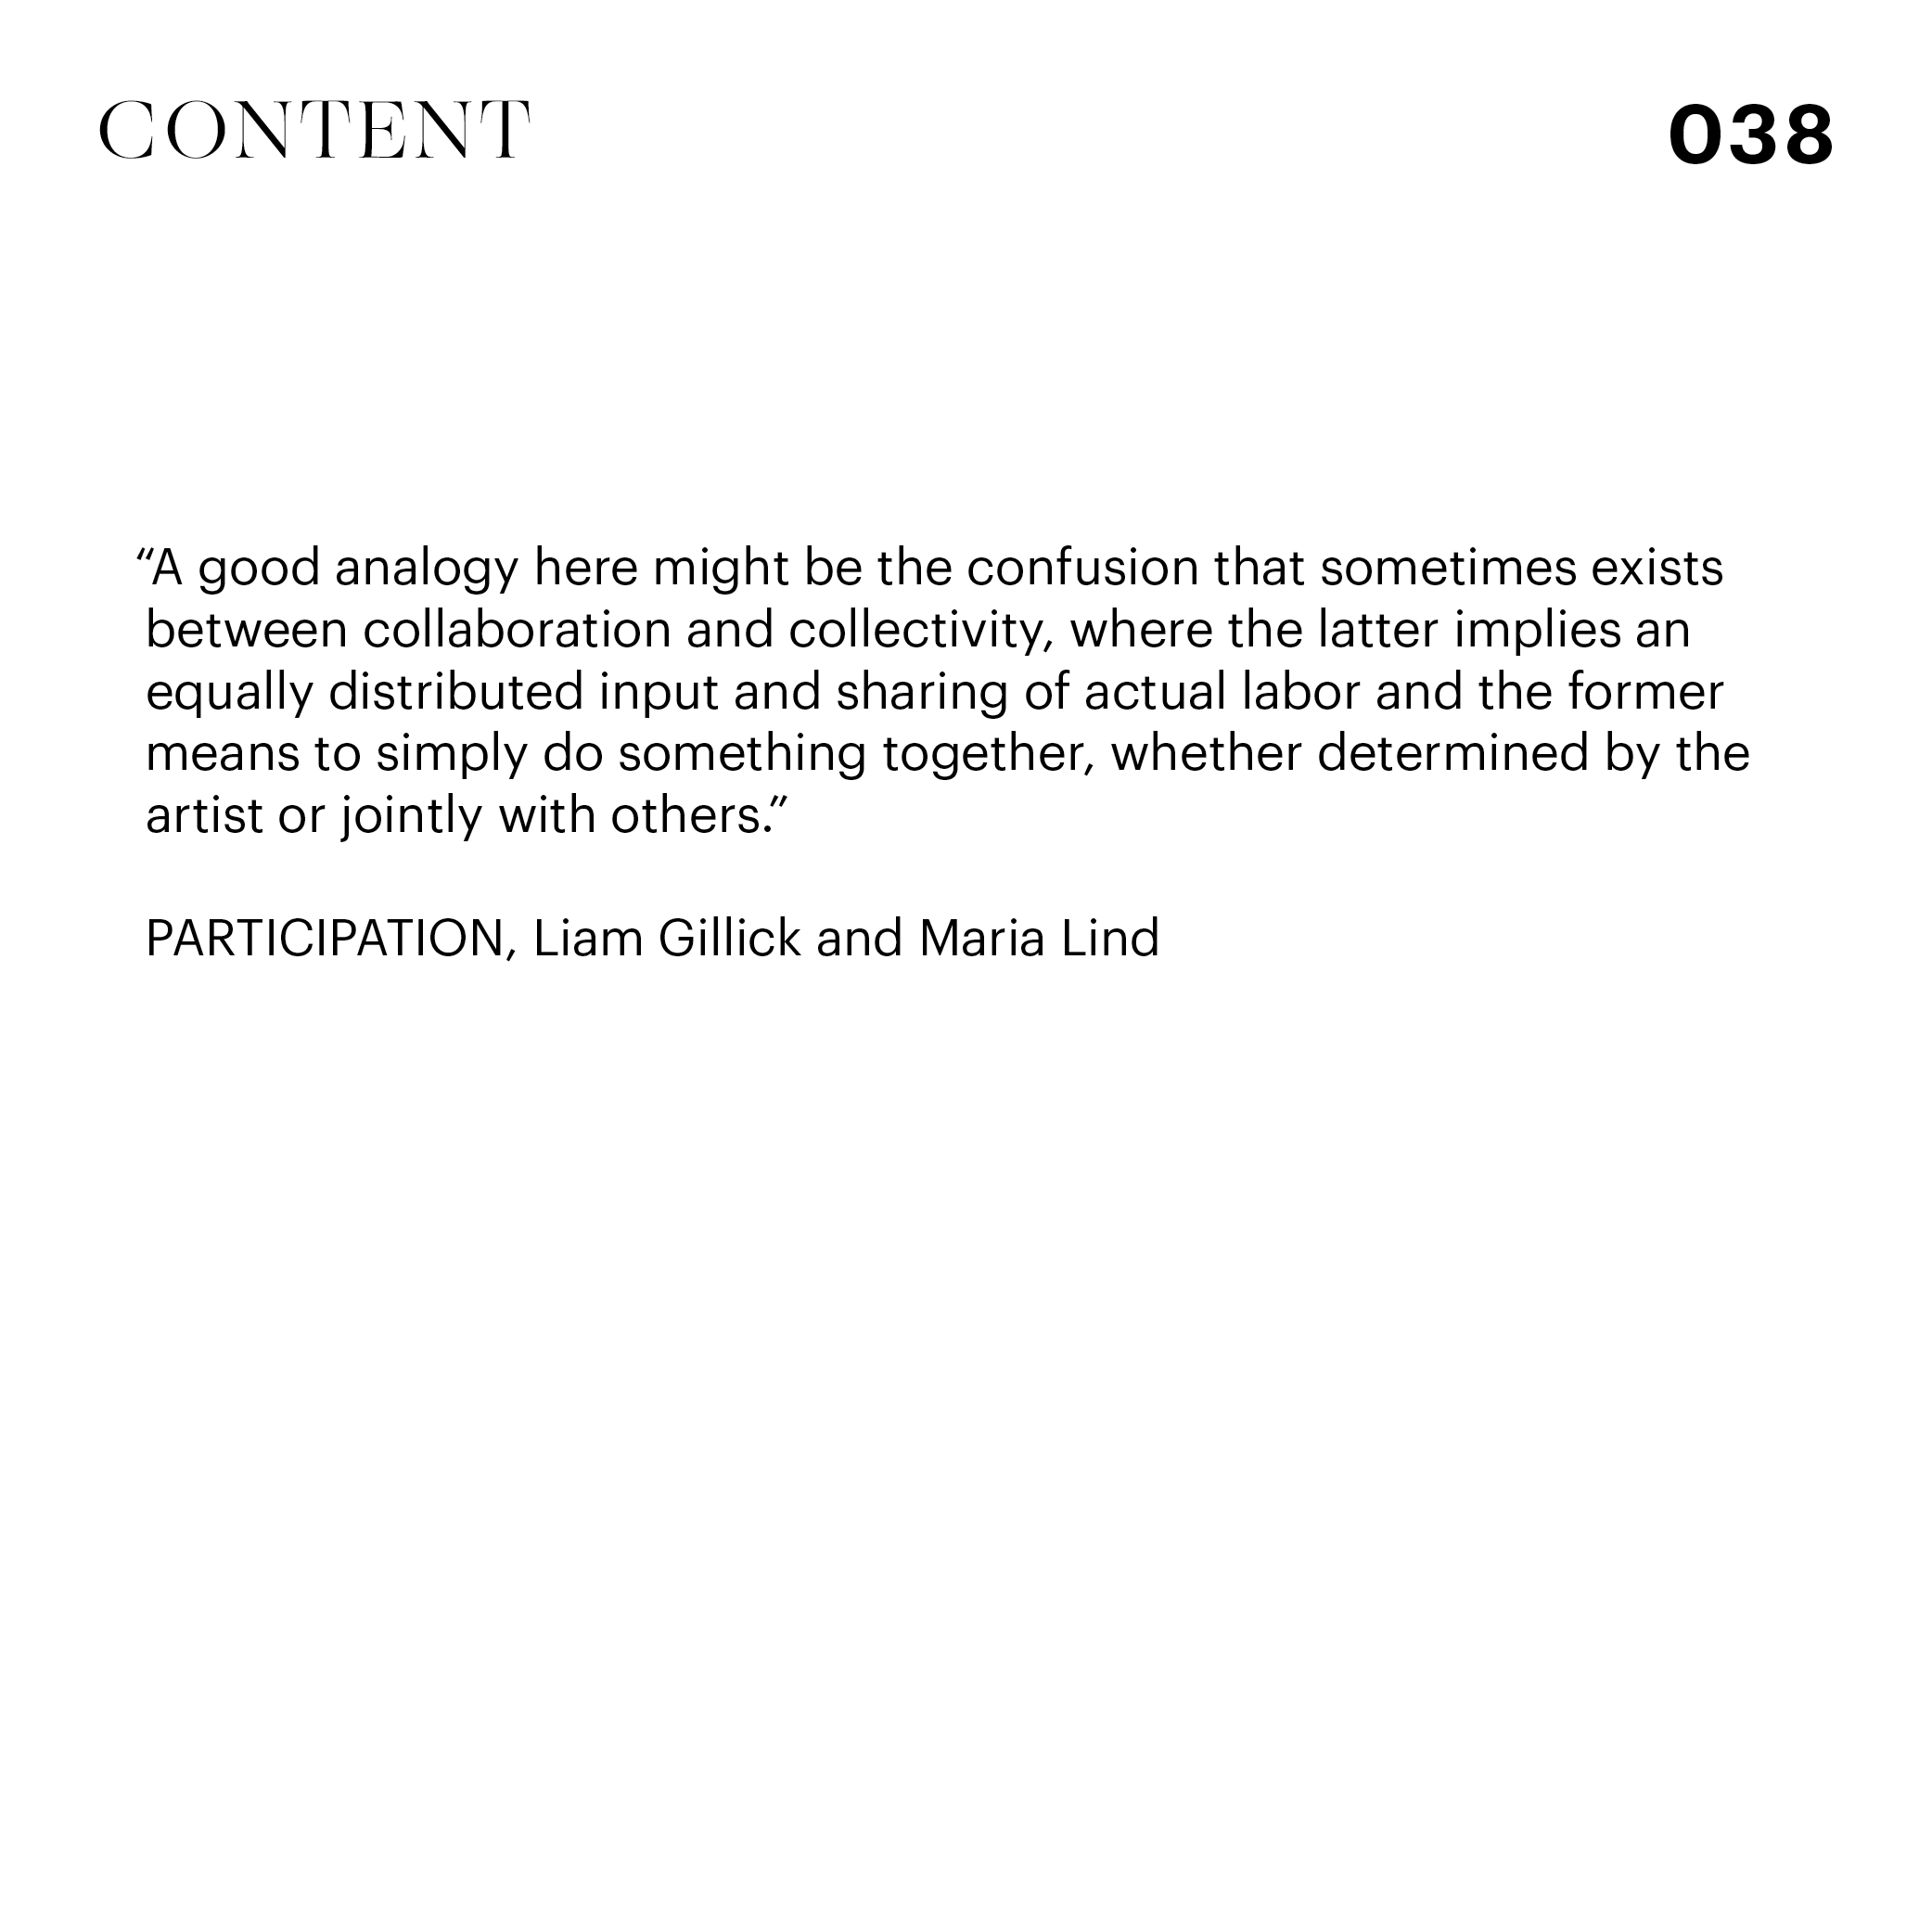 CONTENT
038
“A good analogy here might be the confusion that sometimes exists
between collaboration and collectivity, where the latter implies an
equally distributed input and sharing of actual labor and the former
means to simply do something together, whether determined by the
artist or jointly with others.”
PARTICIPATION, Liam Gillick and Maria Lind